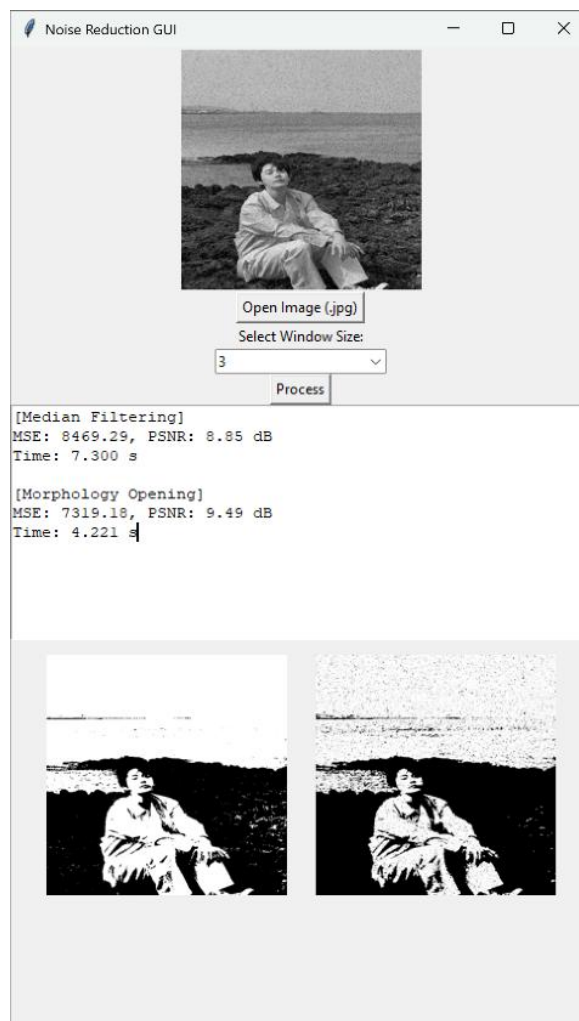 Noise Reduction GUI
Open Image (.jpg)
Select Window Size:
3
Process
[Median Filtering]
MSE: 8469.29, PSNR: 8.85 dB
Time: 7.300 s
[Morphology Opening]
MSE: 7319.18, PSNR: 9.49 dB
Time: 4.221 s